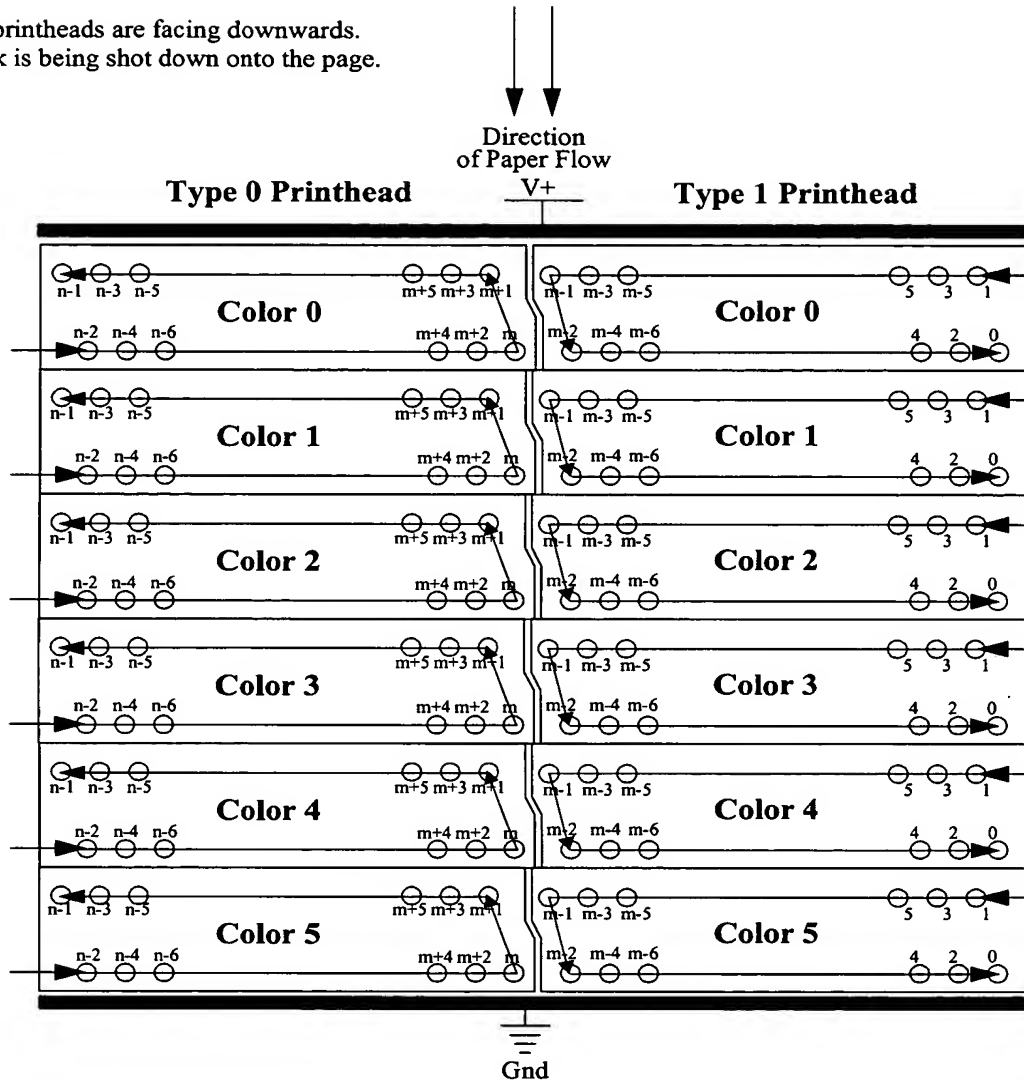 printheads are facing downwards.
k is being shot down onto the page.
Direction
of Paper Flow
Type 0 Printhead V+ Type 1 Printhead
n-1 n-3 n-5 m+5 m+3 m+1 m-1 m-3 m-5 5 3 1
Color 0 Color 0
n-2 n-4 n-6 m+4 m+2 m m-2 m-4 m-6 4 2 0
n-1 n-3 n-5 m+5 m+3 m+1 m-1 m-3 m-5 5 3 1
Color 1 Color 1
n-2 n-4 n-6 m+4 m+2 m m-2 m-4 m-6 4 2 0
n-1 n-3 n-5 m+5 m+3 m+1 m-1 m-3 m-5 5 3 1
Color 2 Color 2
n-2 n-4 n-6 m+4 m+2 m m-2 m-4 m-6 4 2 0
n-1 n-3 n-5 m+5 m+3 m+1 m-1 m-3 m-5 5 3 1
Color 3 Color 3
n-2 n-4 n-6 m+4 m+2 m m-2 m-4 m-6 4 2 0
n-1 n-3 n-5 m+5 m+3 m+1 m-1 m-3 m-5 5 3 1
Color 4 Color 4
n-2 n-4 n-6 m+4 m+2 m m-2 m-4 m-6 4 2 0
n-1 n-3 n-5 m+5 m+3 m+1 m-1 m-3 m-5 5 3 1
Color 5 Color 5
n-2 n-4 n-6 m+4 m+2 m m-2 m-4 m-6 4 2 0
Gnd